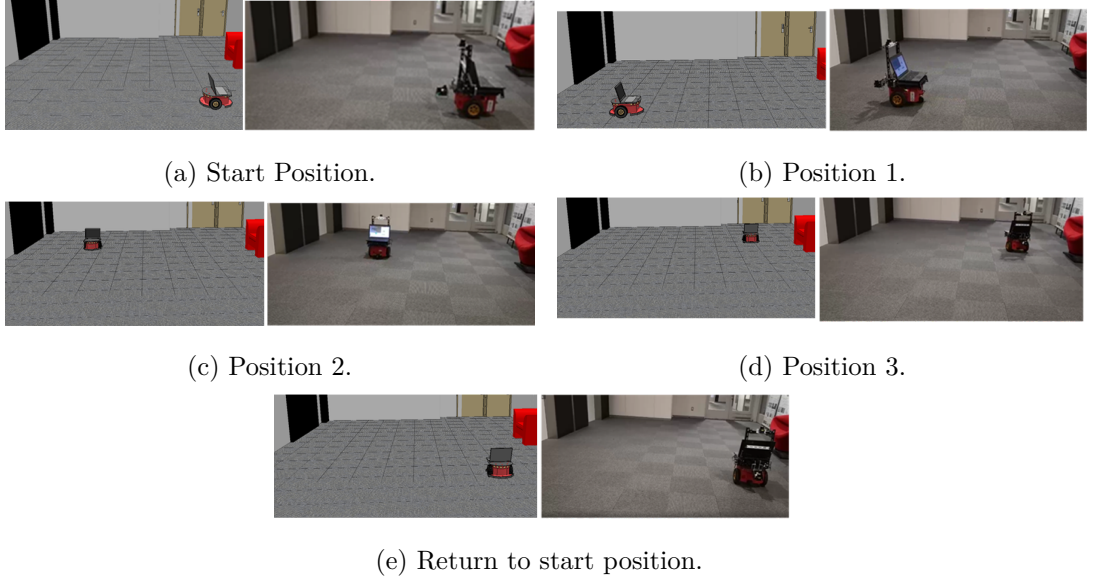 (a) Start Position.
(b) Position 1.
(c) Position 2.
(d) Position 3.
(e) Return to start position.